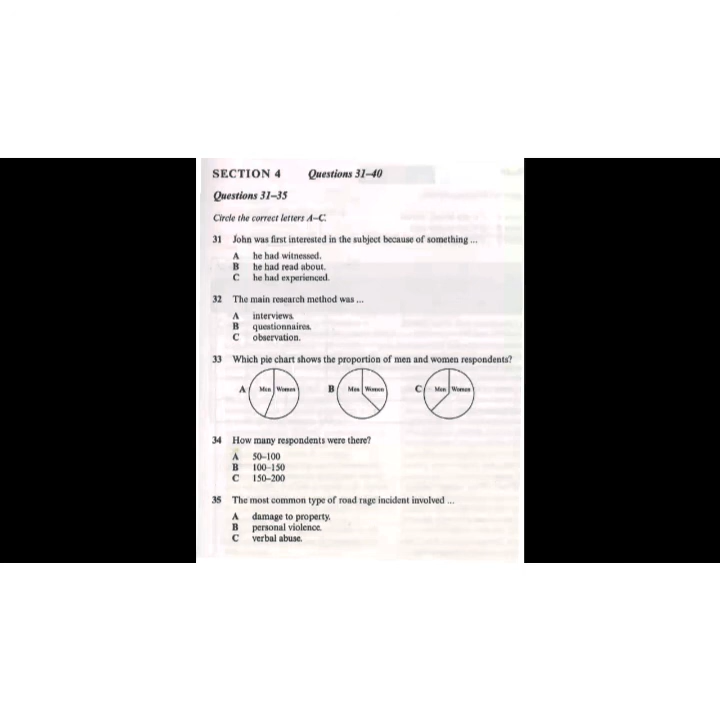 SECTION 4 Questions 31–40
Questions 31–35
Circle the correct letters A–C.
31 John was first interested in the subject because of something ...
A he had witnessed.
B he had read about.
C he had experienced.
32 The main research method was ...
A interviews.
B questionnaires.
C observation.
33 Which pie chart shows the proportion of men and women respondents?
A Men Women B Men Women C Men Women
34 How many respondents were there?
A 50–100
B 100–150
C 150–200
35 The most common type of road rage incident involved ...
A damage to property.
B personal violence.
C verbal abuse.